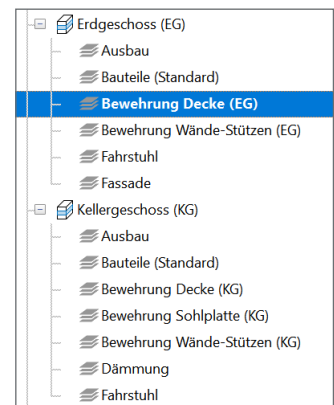 Erdgeschoss (EG)
Ausbau
Bauteile (Standard)
Bewehrung Decke (EG)
Bewehrung Wände-Stützen (EG)
Fahrstuhl
Fassade
Kellergeschoss (KG)
Ausbau
Bauteile (Standard)
Bewehrung Decke (KG)
Bewehrung Sohlplatte (KG)
Bewehrung Wände-Stützen (KG)
Dämmung
Fahrstuhl